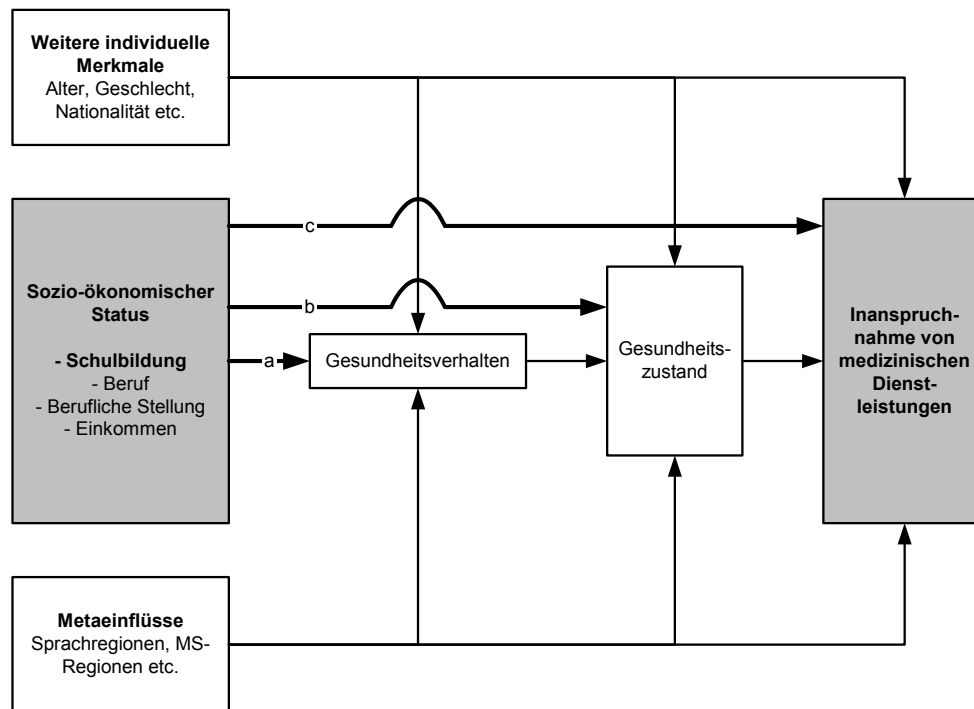 Weitere individuelle
Merkmale
Alter, Geschlecht,
Nationalität etc.
c
Sozio-ökonomischer
Status
b
- Schulbildung
- Beruf
- Berufliche Stellung
- Einkommen
a
Gesundheitsverhalten
Gesundheits-
zustand
Inanspruch-
nahme von
medizinischen
Dienst-
leistungen
Metaeinflüsse
Sprachregionen, MS-
Regionen etc.